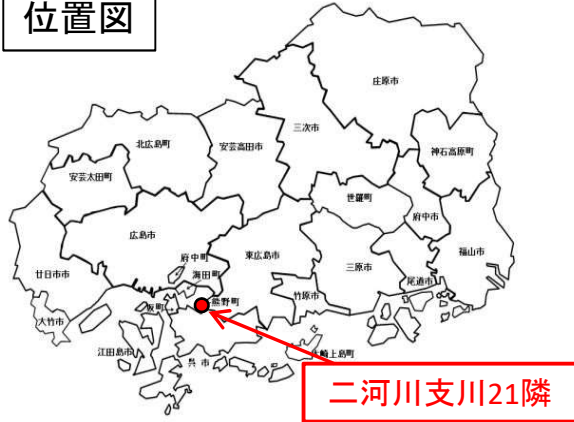 位置図
庄原市
三次市
北広島町
安芸高田市
神石高原町
安芸太田町
世羅町
府中市
広島市
府中町
東広島市
三原市
福山市
廿日市市
海田町
尾道市
熊野町
竹原市
坂町
大竹市
江田島市
呉市
大崎上島町
二河川支川21隣